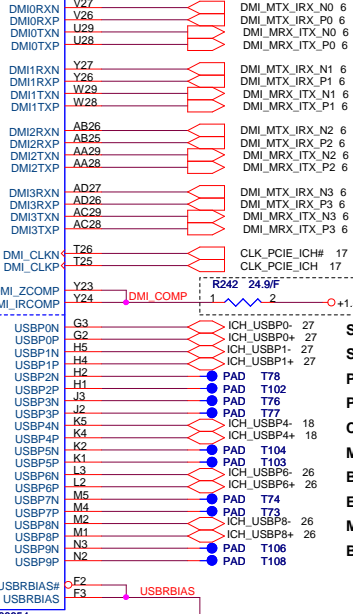 DMI0RXN V27 DMI_MTX_IRX_N0 6
DMI0RXP V26 DMI_MTX_IRX_P0 6
DMI0TXN U29 DMI_MRX_ITX_N0 6
DMI0TXP U28 DMI_MRX_ITX_P0 6
DMI1RXN Y27 DMI_MTX_IRX_N1 6
DMI1RXP Y26 DMI_MTX_IRX_P1 6
DMI1TXN W29 DMI_MRX_ITX_N1 6
DMI1TXP W28 DMI_MRX_ITX_P1 6
DMI2RXN AB26 DMI_MTX_IRX_N2 6
DMI2RXP AB25 DMI_MTX_IRX_P2 6
DMI2TXN AA29 DMI_MRX_ITX_N2 6
DMI2TXP AA28 DMI_MRX_ITX_P2 6
DMI3RXN AD27 DMI_MTX_IRX_N3 6
DMI3RXP AD26 DMI_MTX_IRX_P3 6
DMI3TXN AC29 DMI_MRX_ITX_N3 6
DMI3TXP AC28 DMI_MRX_ITX_P3 6
DMI_CLKN T26 CLK_PCIE_ICH# 17
DMI_CLKP T25 CLK_PCIE_ICH 17
R242 24.9/F
MI_ZCOMP Y23
MI_IRCOMP Y24 DMI_COMP 1 2 +1.
USBP0N G3 ICH_USBP0- 27
USBP0P G2 ICH_USBP0+ 27
USBP1N H5 ICH_USBP1- 27
USBP1P H4 ICH_USBP1+ 27
USBP2N H2 PAD T78
USBP2P H1 PAD T102
USBP3N J3 PAD T76
USBP3P J2 PAD T77
USBP4N K5 ICH_USBP4- 18
USBP4P K4 ICH_USBP4+ 18
USBP5N K2 PAD T104
USBP5P K1 PAD T103
USBP6N L3 ICH_USBP6- 26
USBP6P L2 ICH_USBP6+ 26
USBP7N M5 PAD T74
USBP7P M4 PAD T73
USBP8N M2 ICH_USBP8- 26
USBP8P M1 ICH_USBP8+ 26
USBP9N N3 PAD T106
USBP9P N2 PAD T108
USBRBIAS# F2
USBRBIAS F3 USBRBIAS